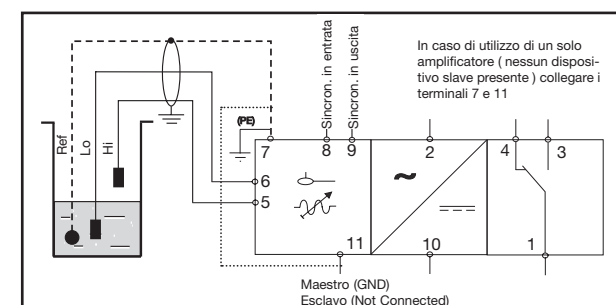 Ref
Lo
Hi
(PE)
7
Sincron. in entrata
8
Sincron. in uscita
9
In caso di utilizzo di un solo
amplificatore ( nessun disposi-
tivo slave presente ) collegare i
terminali 7 e 11
2
4
3
6
5
~
11
10
1
Maestro (GND)
Esclavo (Not Connected)